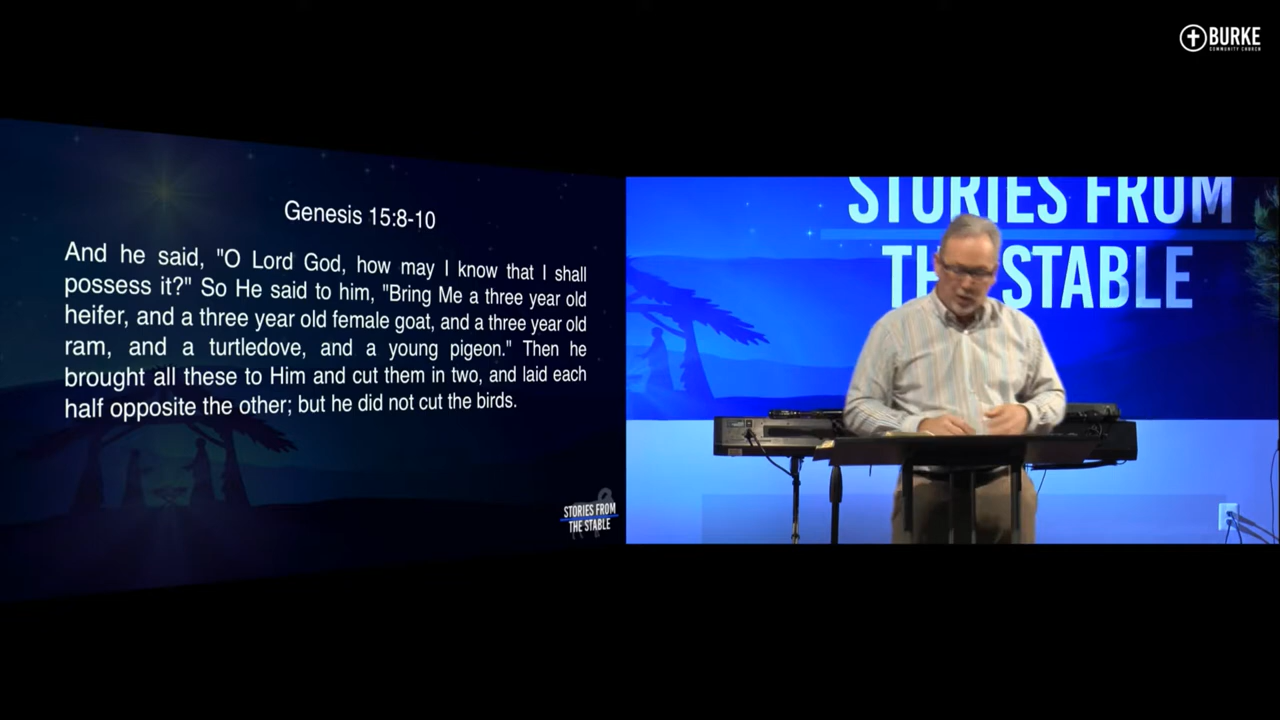 BURKE
COMMUNITY CHURCH
Genesis 15:8-10
And he said, "O Lord God, how may I know that I shall
possess it?" So He said to him, "Bring Me a three year old
heifer, and a three year old female goat, and a three year old
ram, and a turtledove, and a young pigeon." Then he
brought all these to Him and cut them in two, and laid each
half opposite the other; but he did not cut the birds.
STORIES FROM
THE STABLE
STORIES FROM
THE STABLE